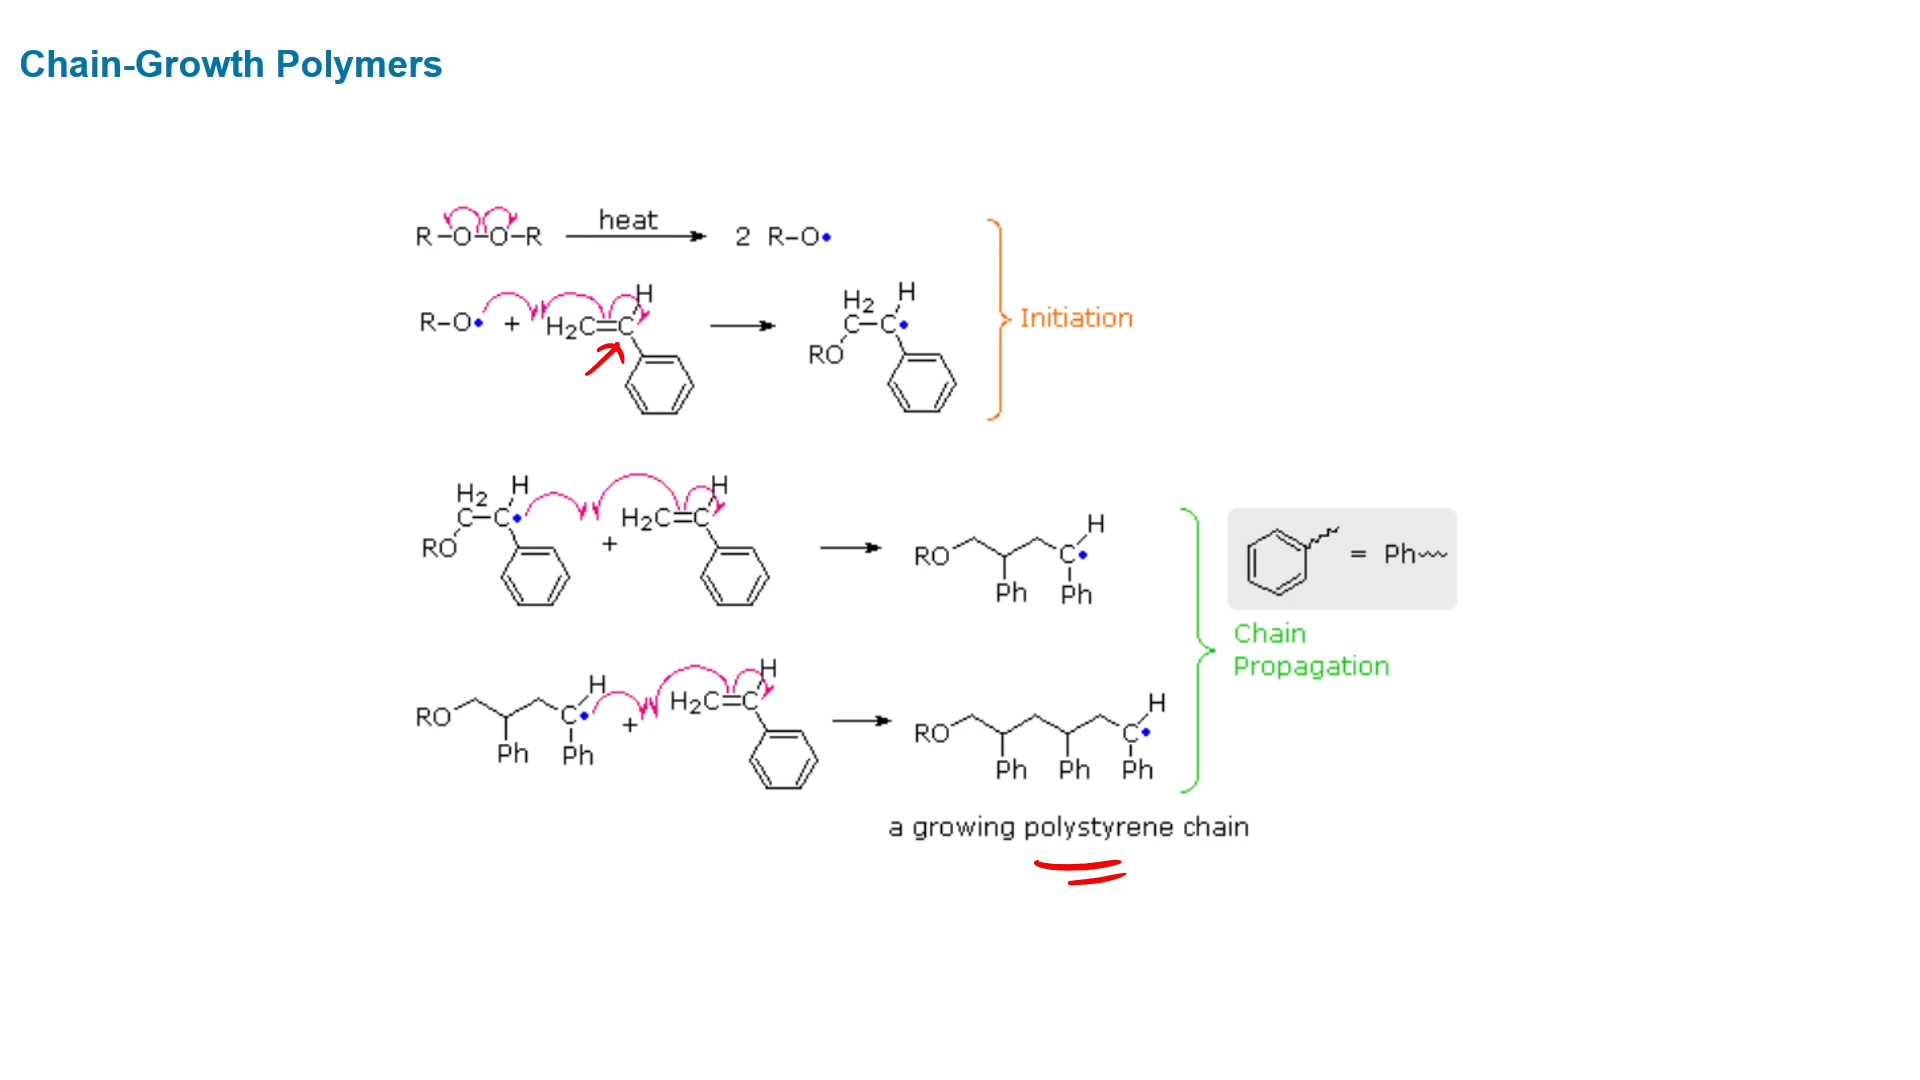 Chain-Growth Polymers
R–O–O–R heat 2 R–O•
R–O• + H₂C=C H H₂ C–C• H RO
Initiation
H₂ H C–C• RO + H₂C=C H RO C• H Ph Ph
= Ph
Chain
Propagation
RO C• H Ph Ph + H₂C=C H RO C• H Ph Ph Ph
a growing polystyrene chain